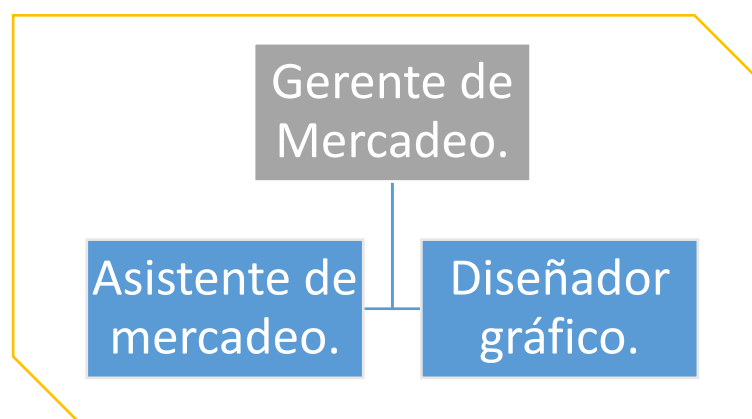 Gerente de
Mercadeo.
Asistente de
mercadeo.
Diseñador
gráfico.